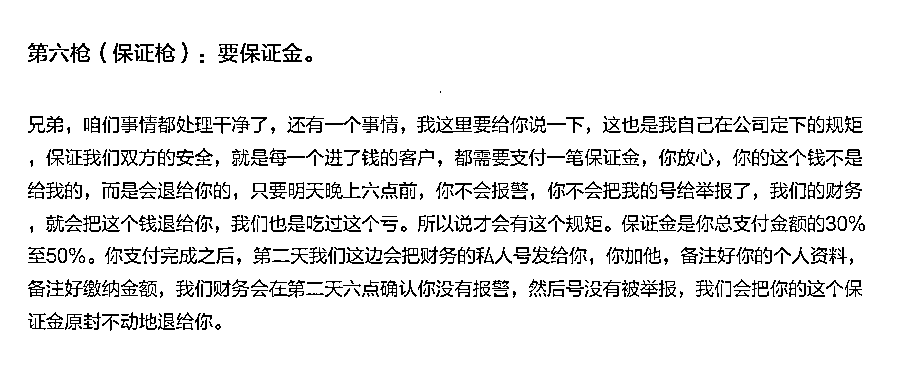 第六枪（保证枪）：要保证金。
兄弟，咱们事情都处理干净了，还有一个事情，我这里要给你说一下，这也是我自己在公司定下的规矩
，保证我们双方的安全，就是每一个进了钱的客户，都需要支付一笔保证金，你放心，你的这个钱不是
给我的，而是会退给你的，只要明天晚上六点前，你不会报警，你不会把我的号给举报了，我们的财务
，就会把这个钱退给你，我们也是吃过这个亏。所以说才会有这个规矩。保证金是你总支付金额的30%
至50%。你支付完成之后，第二天我们这边会把财务的私人号发给你，你加他，备注好你的个人资料，
备注好缴纳金额，我们财务会在第二天六点确认你没有报警，然后号没有被举报，我们会把你的这个保
证金原封不动地退给你。